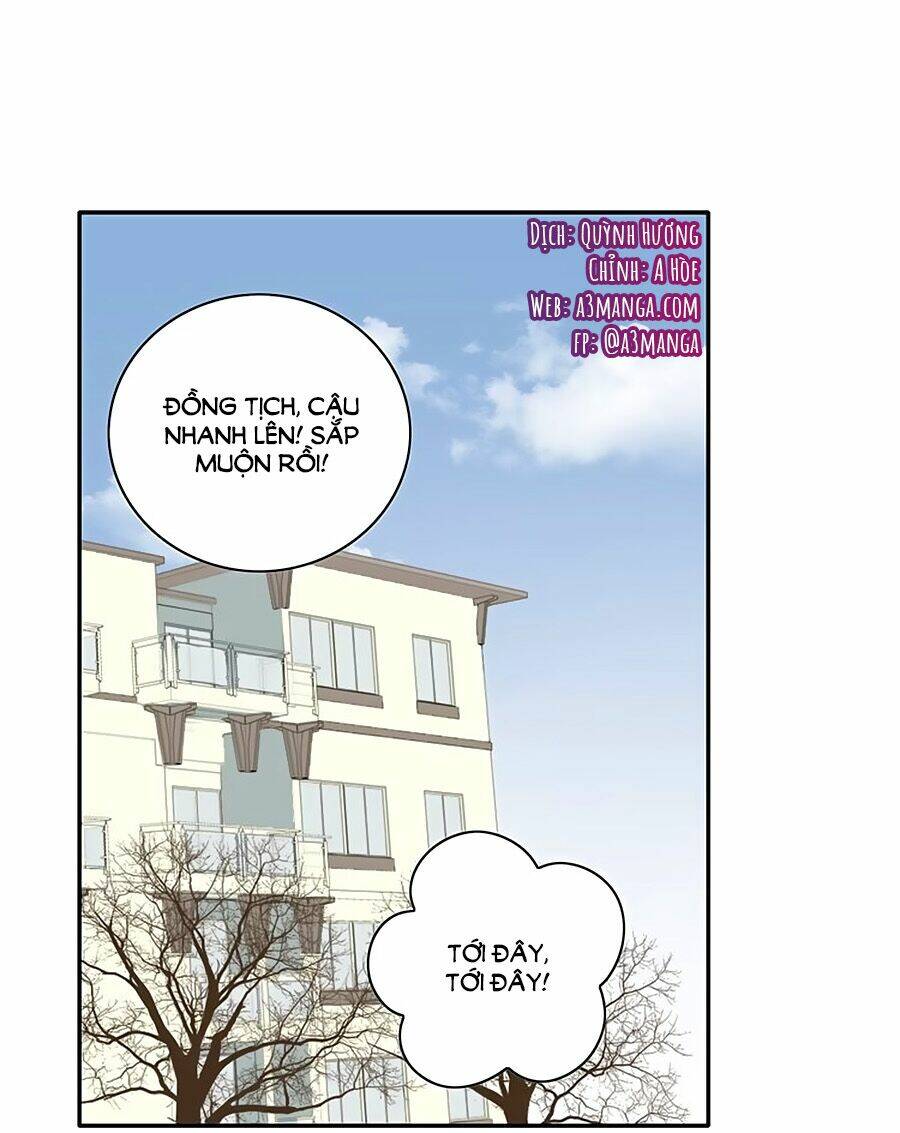 Dịch: Quỳnh Hương
Chỉnh: A Hòe
Web: a3manga.com
FP: @a3manga
ĐỒNG TỊCH, CẬU
NHANH LÊN! SẮP
MUỘN RỒI!
TỚI ĐÂY,
TỚI ĐÂY!